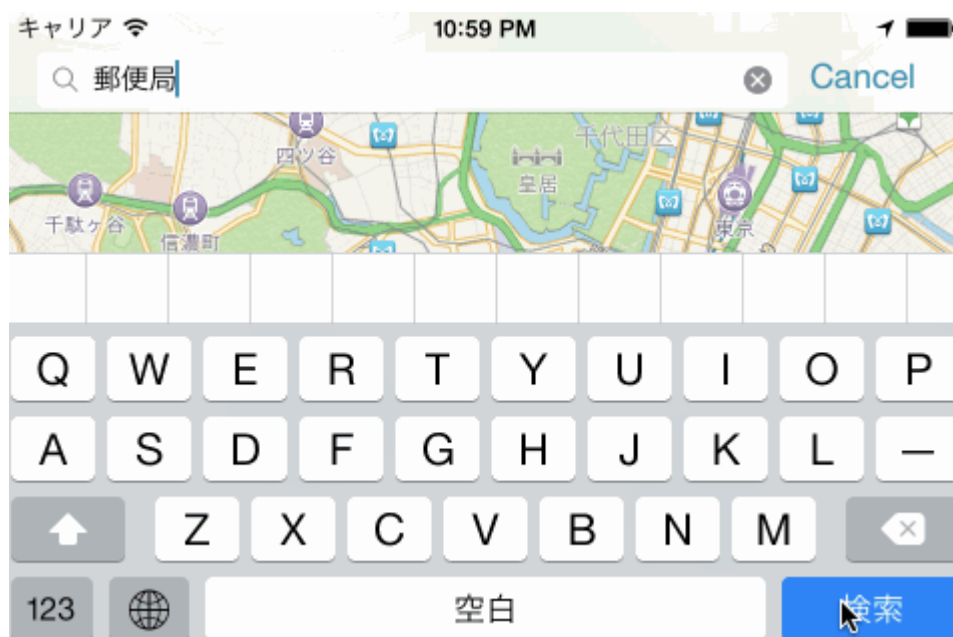 キャリア 10:59 PM
郵便局 Cancel
千代田区
四ツ谷
皇居
千駄ヶ谷
信濃町
東京
Q W E R T Y U I O P
A S D F G H J K L ー
Z X C V B N M
123 空白 検索